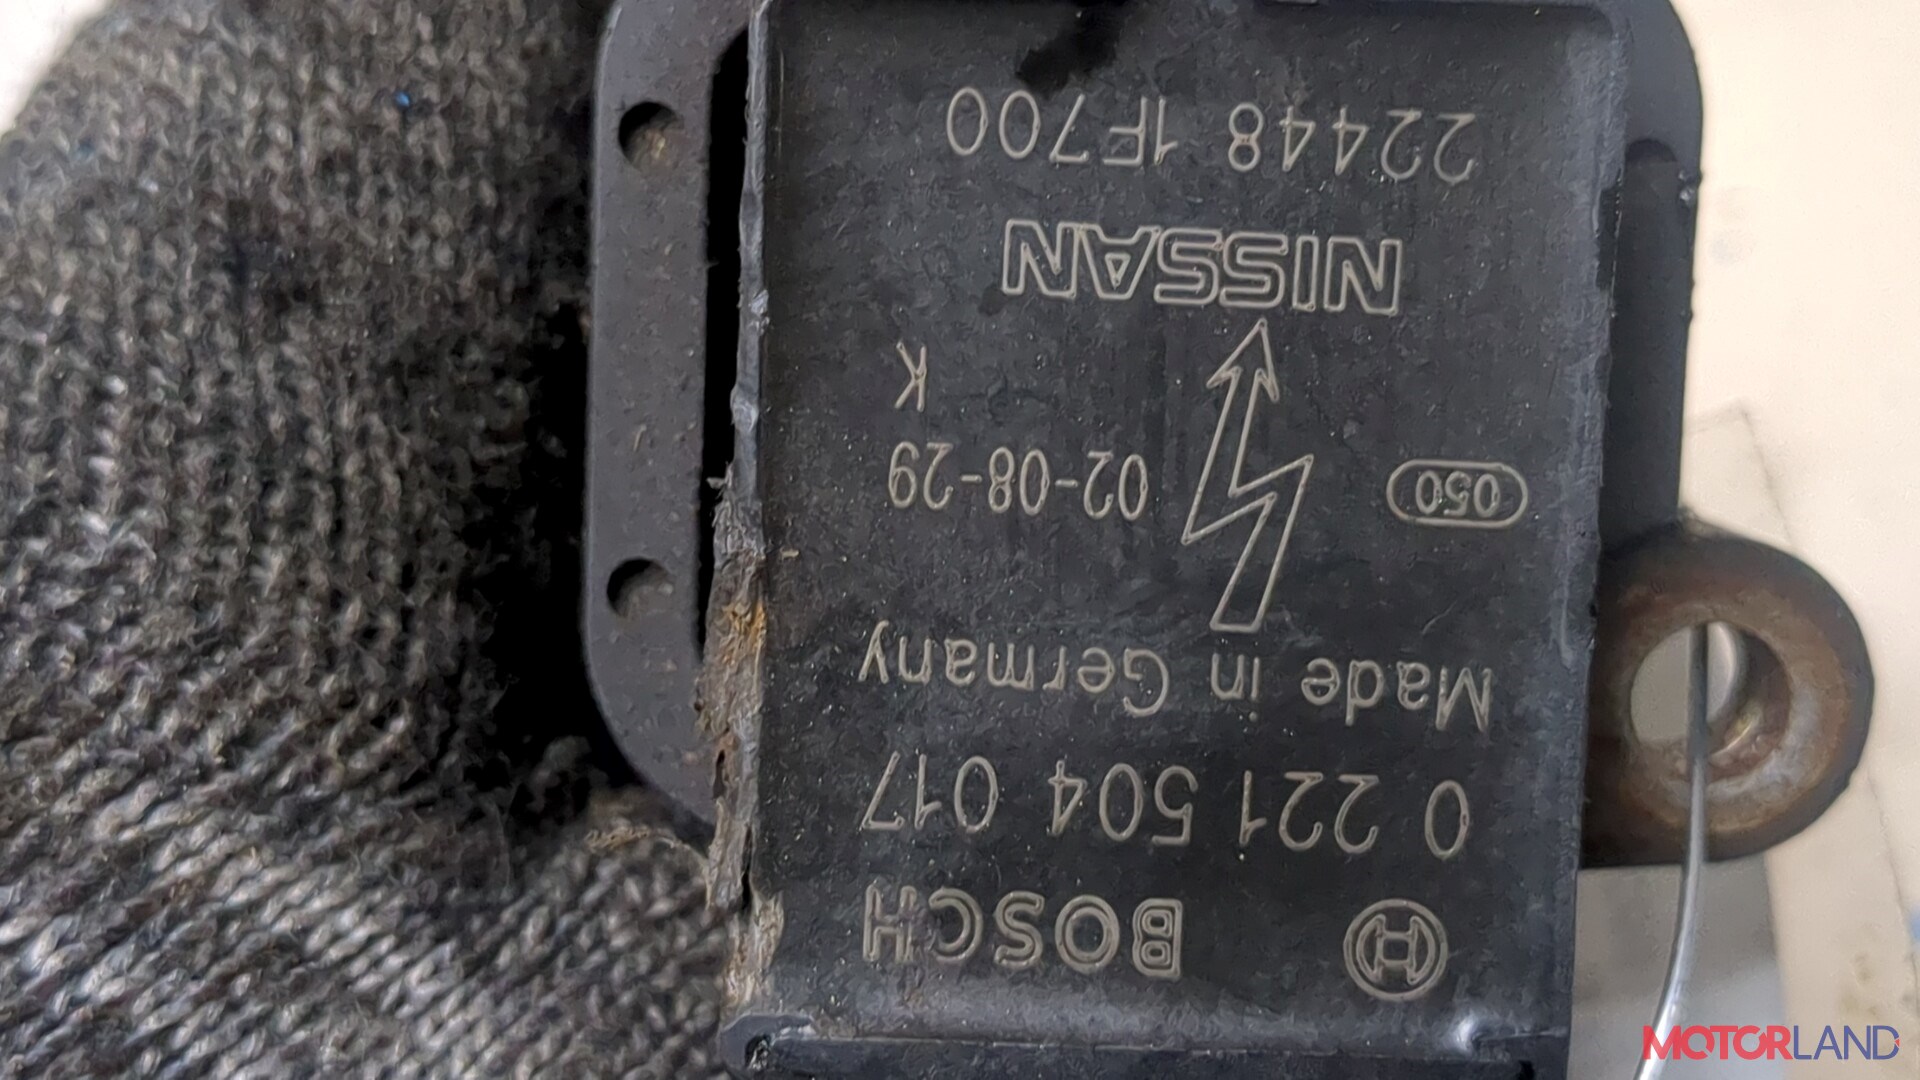 BOSCH
0 221 504 017
Made in Germany
050
02-08-29
K
NISSAN
22448 1F700
MOTORLAND